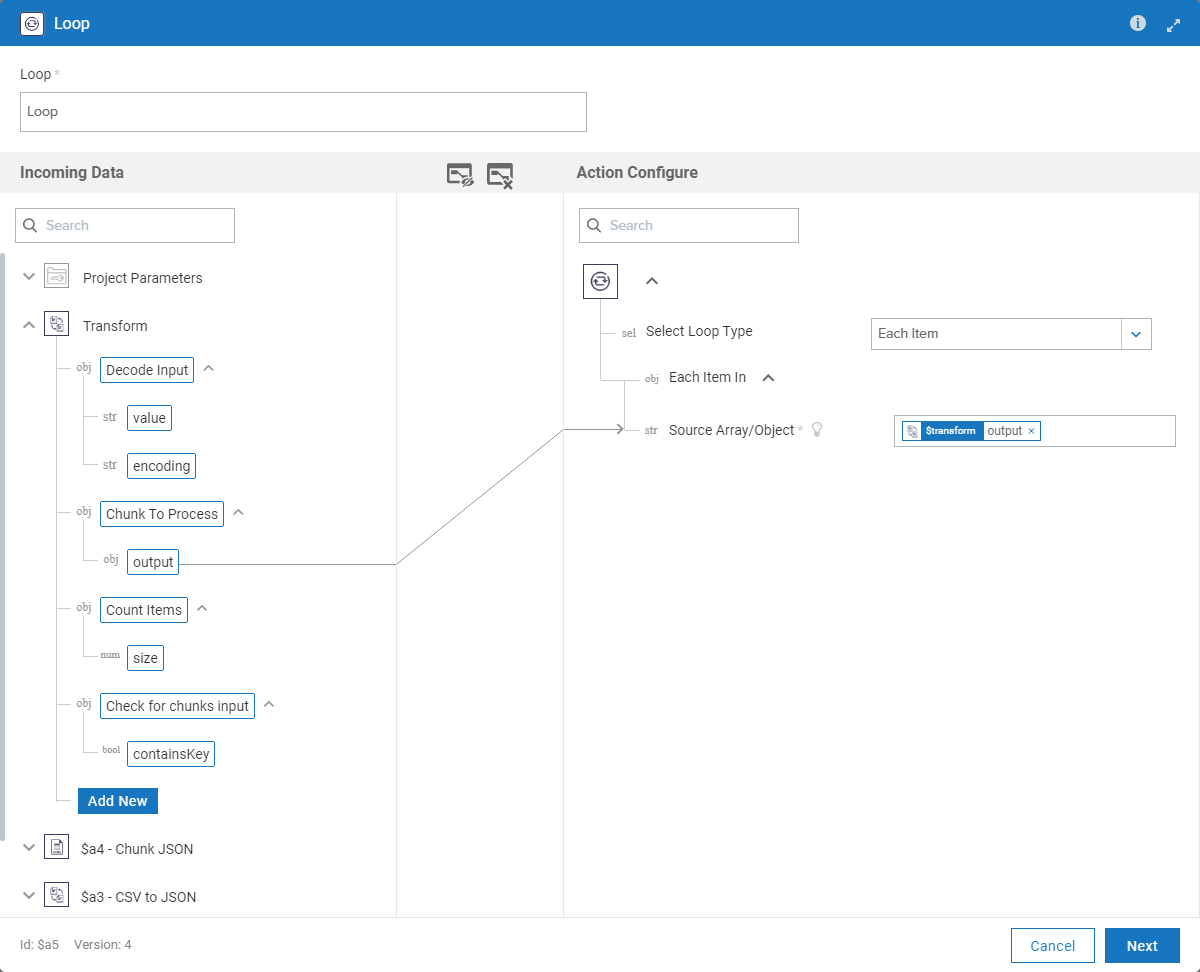 Loop
Loop *
Loop
Incoming Data
Action Configure
Search
Search
Project Parameters
Transform
obj Decode Input
str value
str encoding
obj Chunk To Process
obj output
obj Count Items
num size
obj Check for chunks input
bool containsKey
Add New
$a4 - Chunk JSON
$a3 - CSV to JSON
sel Select Loop Type Each Item
obj Each Item In
str Source Array/Object * $transform output ×
Id: $a5 Version: 4
Cancel Next